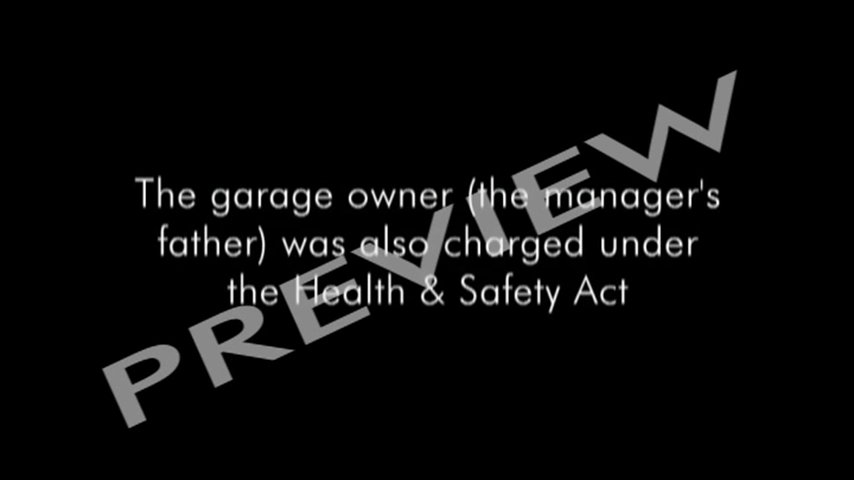 The garage owner (the manager's
father) was also charged under
the Health & Safety Act
PREVIEW